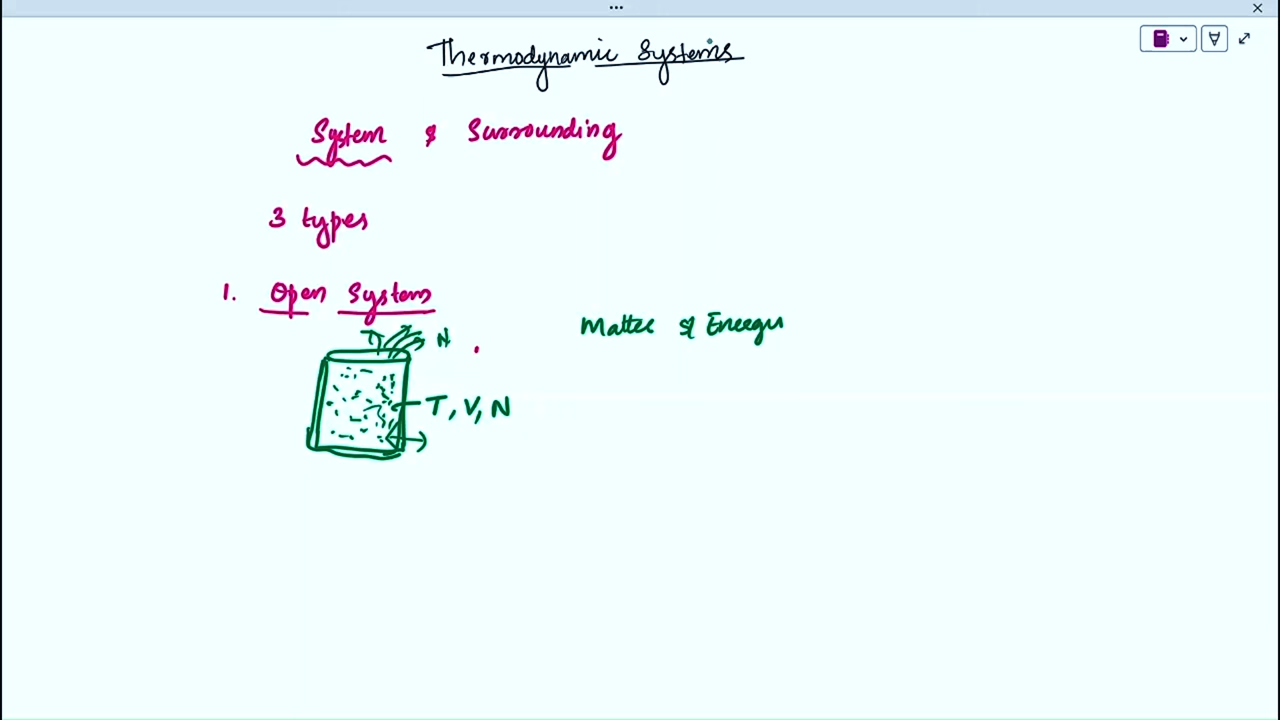 Thermodynamic Systems
System & Surrounding
3 types
1. Open System
Matter & Energy
N
T, V, N